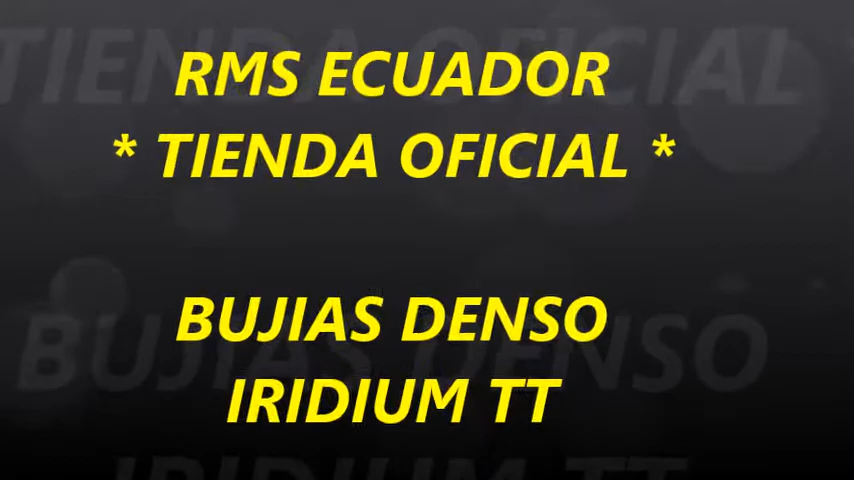 RMS ECUADOR
* TIENDA OFICIAL *
BUJIAS DENSO
IRIDIUM TT